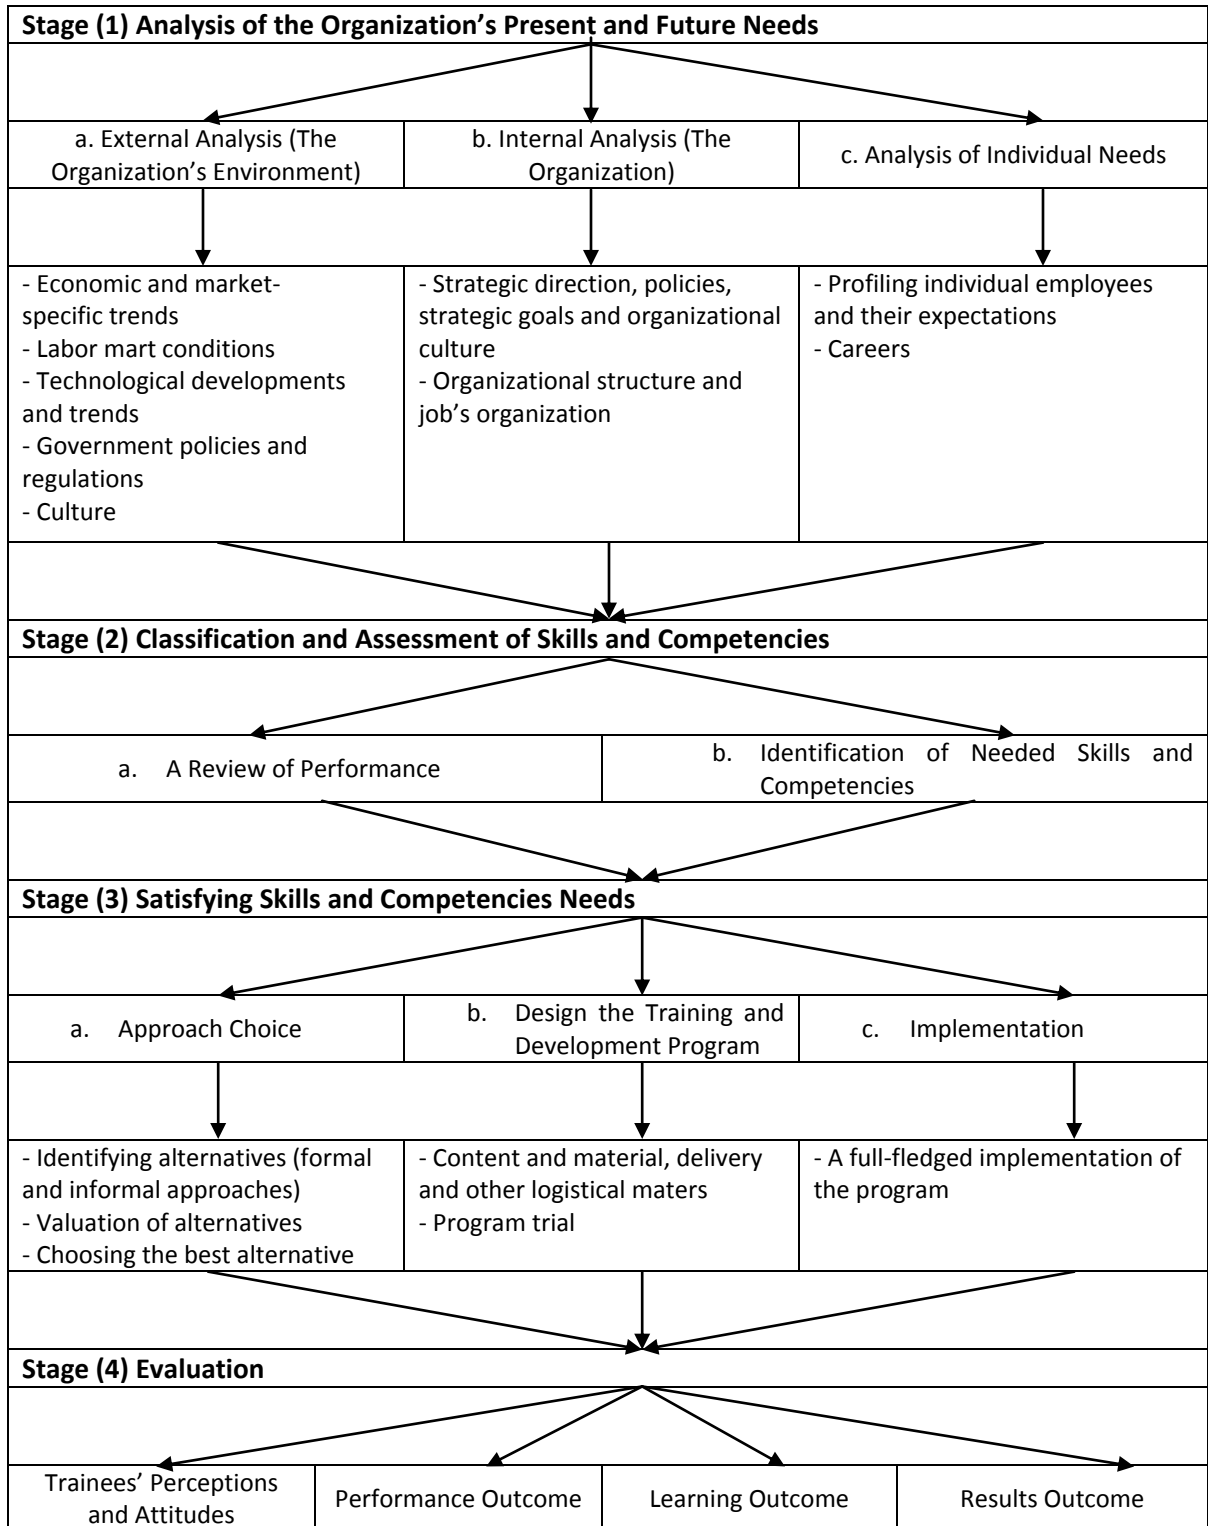 Stage (1) Analysis of the Organization’s Present and Future Needs
a. External Analysis (The
Organization’s Environment)
b. Internal Analysis (The
Organization)
c. Analysis of Individual Needs
- Economic and market-
specific trends
- Labor mart conditions
- Technological developments
and trends
- Government policies and
regulations
- Culture
- Strategic direction, policies,
strategic goals and organizational
culture
- Organizational structure and
job’s organization
- Profiling individual employees
and their expectations
- Careers
Stage (2) Classification and Assessment of Skills and Competencies
a. A Review of Performance
b. Identification of Needed Skills and
Competencies
Stage (3) Satisfying Skills and Competencies Needs
a. Approach Choice
b. Design the Training and
Development Program
c. Implementation
- Identifying alternatives (formal
and informal approaches)
- Valuation of alternatives
- Choosing the best alternative
- Content and material, delivery
and other logistical maters
- Program trial
- A full-fledged implementation of
the program
Stage (4) Evaluation
Trainees’ Perceptions
and Attitudes
Performance Outcome
Learning Outcome
Results Outcome